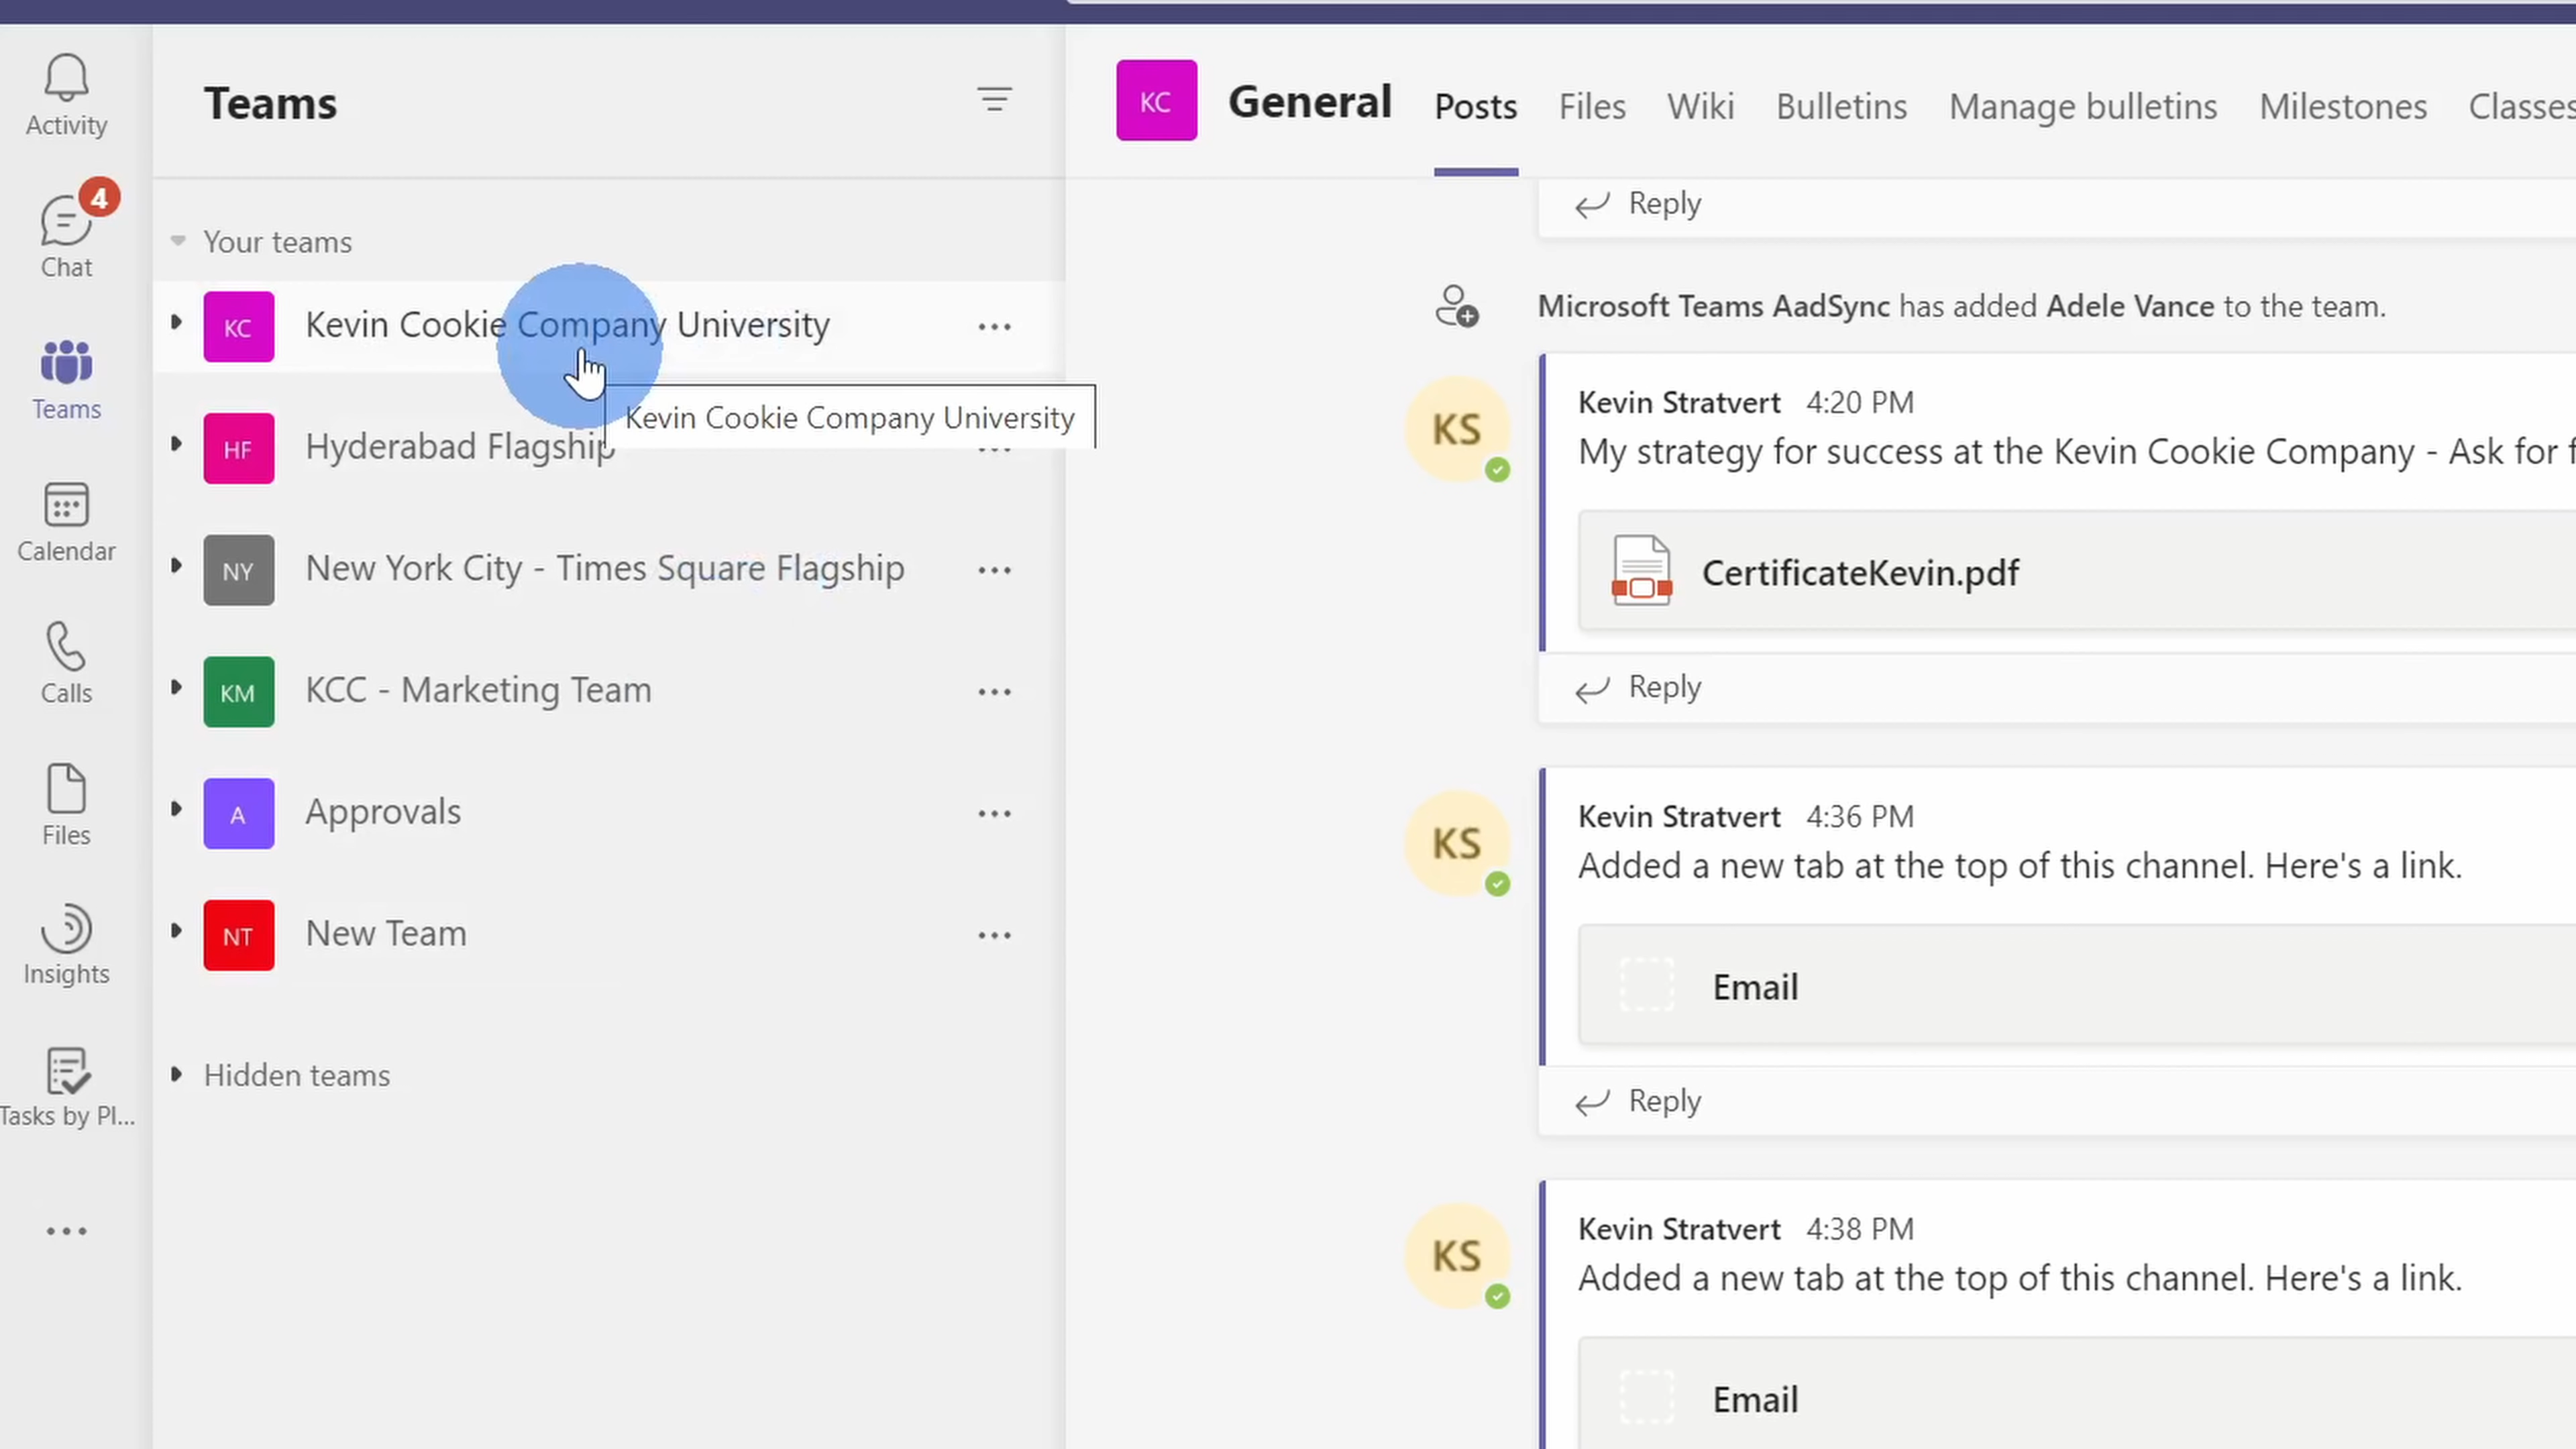 Activity
4
Chat
Teams
Calendar
Calls
Files
Insights
Tasks by Pl...
Teams
Your teams
KC Kevin Cookie Company University
Kevin Cookie Company University
HF Hyderabad Flagship
NY New York City - Times Square Flagship
KM KCC - Marketing Team
A Approvals
NT New Team
Hidden teams
KC General Posts Files Wiki Bulletins Manage bulletins Milestones Classes
Reply
Microsoft Teams AadSync has added Adele Vance to the team.
KS
Kevin Stratvert 4:20 PM
My strategy for success at the Kevin Cookie Company - Ask for
CertificateKevin.pdf
Reply
KS
Kevin Stratvert 4:36 PM
Added a new tab at the top of this channel. Here's a link.
Email
Reply
KS
Kevin Stratvert 4:38 PM
Added a new tab at the top of this channel. Here's a link.
Email